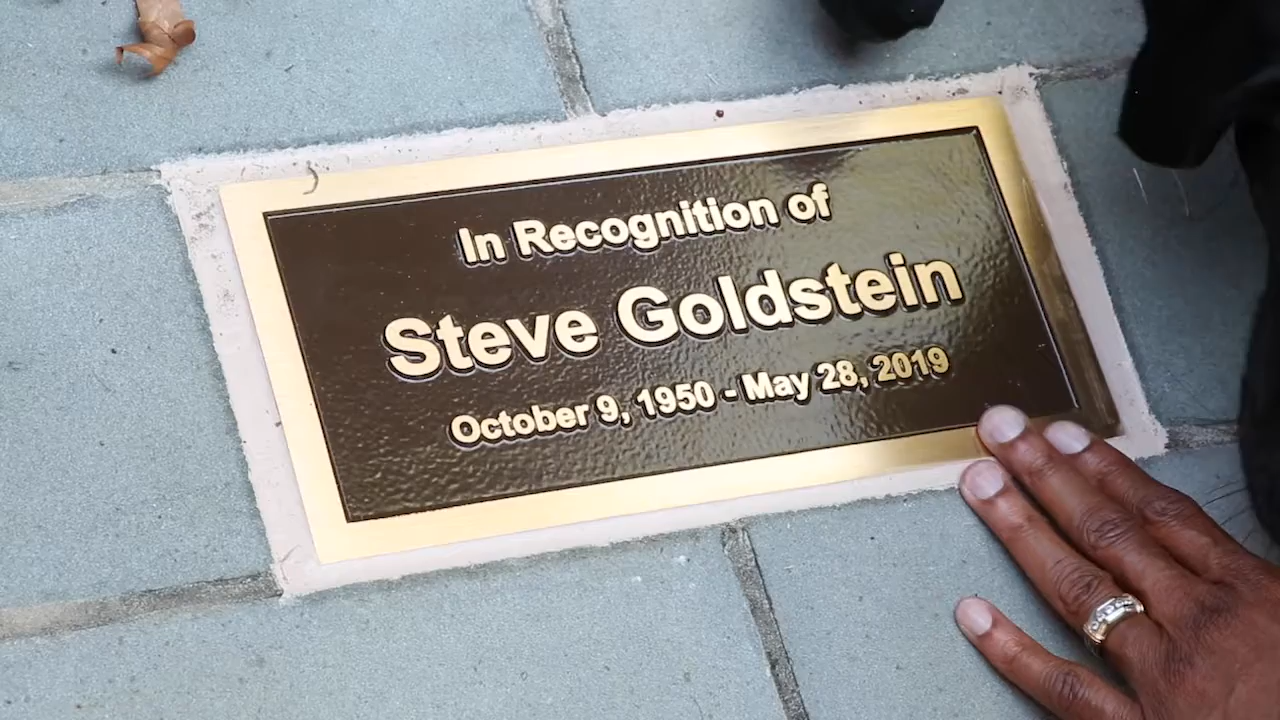 In Recognition of
Steve Goldstein
October 9, 1950 - May 28, 2019